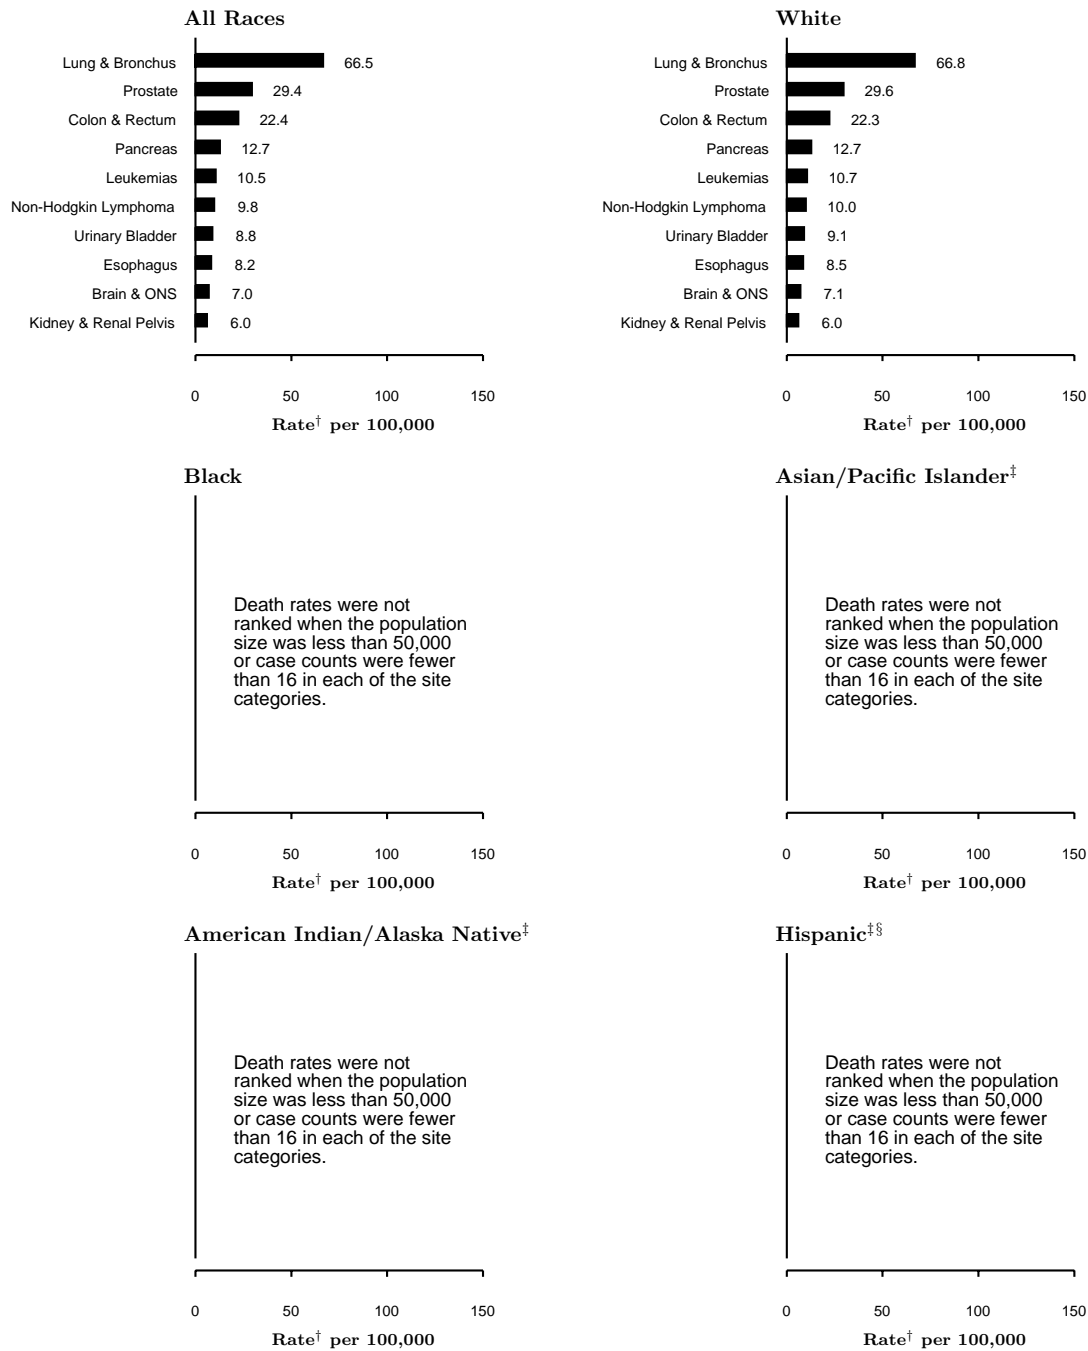 All Races
Lung & Bronchus 66.5
Prostate 29.4
Colon & Rectum 22.4
Pancreas 12.7
Leukemias 10.5
Non-Hodgkin Lymphoma 9.8
Urinary Bladder 8.8
Esophagus 8.2
Brain & ONS 7.0
Kidney & Renal Pelvis 6.0
0 50 100 150
Rate† per 100,000
White
Lung & Bronchus 66.8
Prostate 29.6
Colon & Rectum 22.3
Pancreas 12.7
Leukemias 10.7
Non-Hodgkin Lymphoma 10.0
Urinary Bladder 9.1
Esophagus 8.5
Brain & ONS 7.1
Kidney & Renal Pelvis 6.0
0 50 100 150
Rate† per 100,000
Black
Death rates were not
ranked when the population
size was less than 50,000
or case counts were fewer
than 16 in each of the site
categories.
0 50 100 150
Rate† per 100,000
Asian/Pacific Islander‡
Death rates were not
ranked when the population
size was less than 50,000
or case counts were fewer
than 16 in each of the site
categories.
0 50 100 150
Rate† per 100,000
American Indian/Alaska Native‡
Death rates were not
ranked when the population
size was less than 50,000
or case counts were fewer
than 16 in each of the site
categories.
0 50 100 150
Rate† per 100,000
Hispanic‡§
Death rates were not
ranked when the population
size was less than 50,000
or case counts were fewer
than 16 in each of the site
categories.
0 50 100 150
Rate† per 100,000